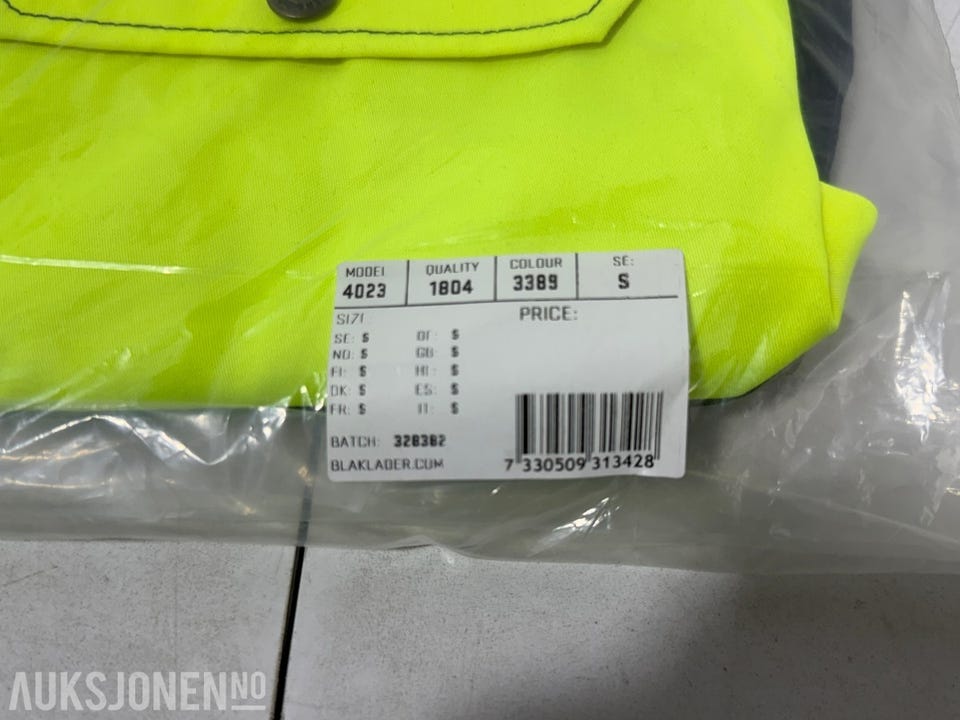 MODEL QUALITY COLOUR SE:
4023 1804 3389 S
SIZE PRICE:
SE: S DE: S
NO: S GB: S
FI: S NL: S
DK: S ES: S
FR: S IT: S
BATCH: 328382
BLAKLADER.COM
7 330509 313428
AUKSJONEN.NO